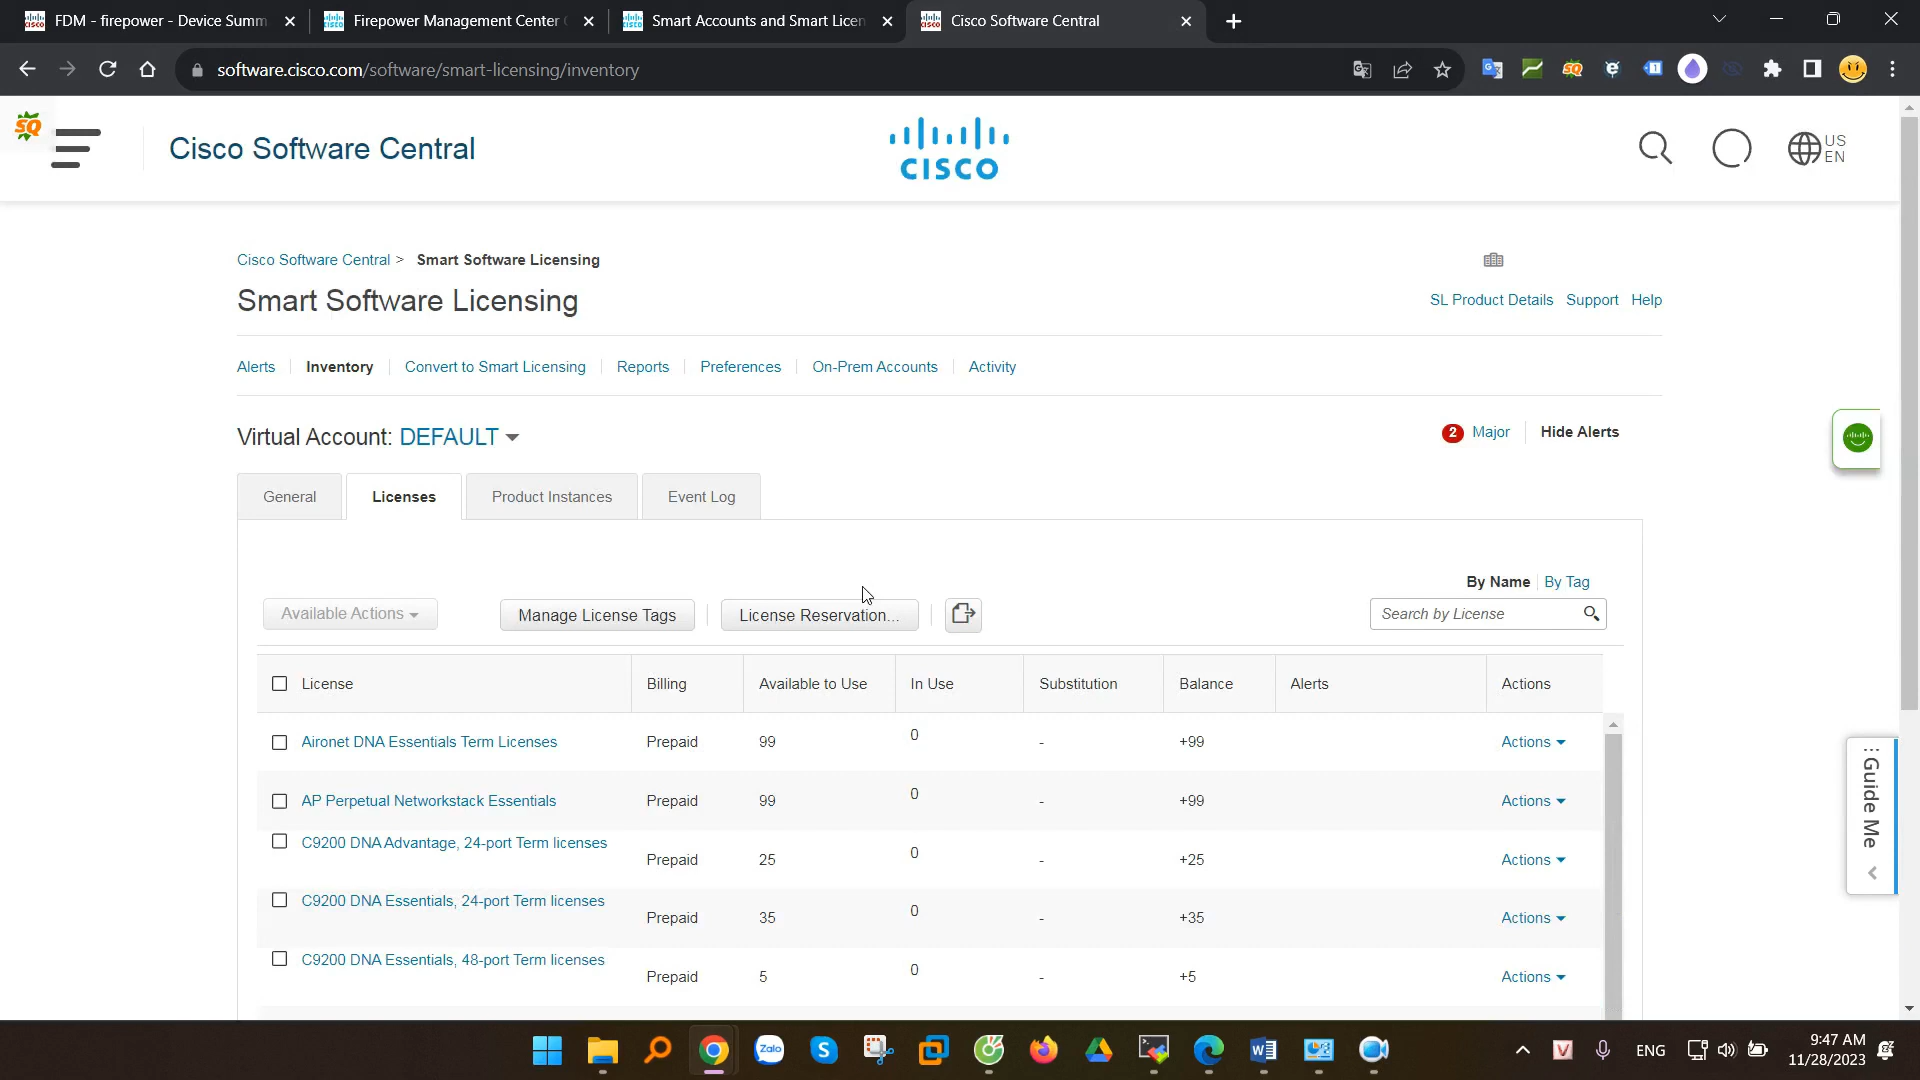 FDM - firepower - Device Summ
Firepower Management Center
Smart Accounts and Smart Licen
Cisco Software Central
software.cisco.com/software/smart-licensing/inventory
SQ
Cisco Software Central
CISCO
US
EN
Cisco Software Central > Smart Software Licensing
Smart Software Licensing
SL Product Details Support Help
Alerts Inventory Convert to Smart Licensing Reports Preferences On-Prem Accounts Activity
Virtual Account: DEFAULT
2 Major Hide Alerts
General Licenses Product Instances Event Log
By Name By Tag
Available Actions Manage License Tags License Reservation... Search by License
License Billing Available to Use In Use Substitution Balance Alerts Actions
Aironet DNA Essentials Term Licenses Prepaid 99 0 - +99 Actions
AP Perpetual Networkstack Essentials Prepaid 99 0 - +99 Actions
C9200 DNA Advantage, 24-port Term licenses Prepaid 25 0 - +25 Actions
C9200 DNA Essentials, 24-port Term licenses Prepaid 35 0 - +35 Actions
C9200 DNA Essentials, 48-port Term licenses Prepaid 5 0 - +5 Actions
Guide Me
Zalo
ENG
9:47 AM
11/28/2023